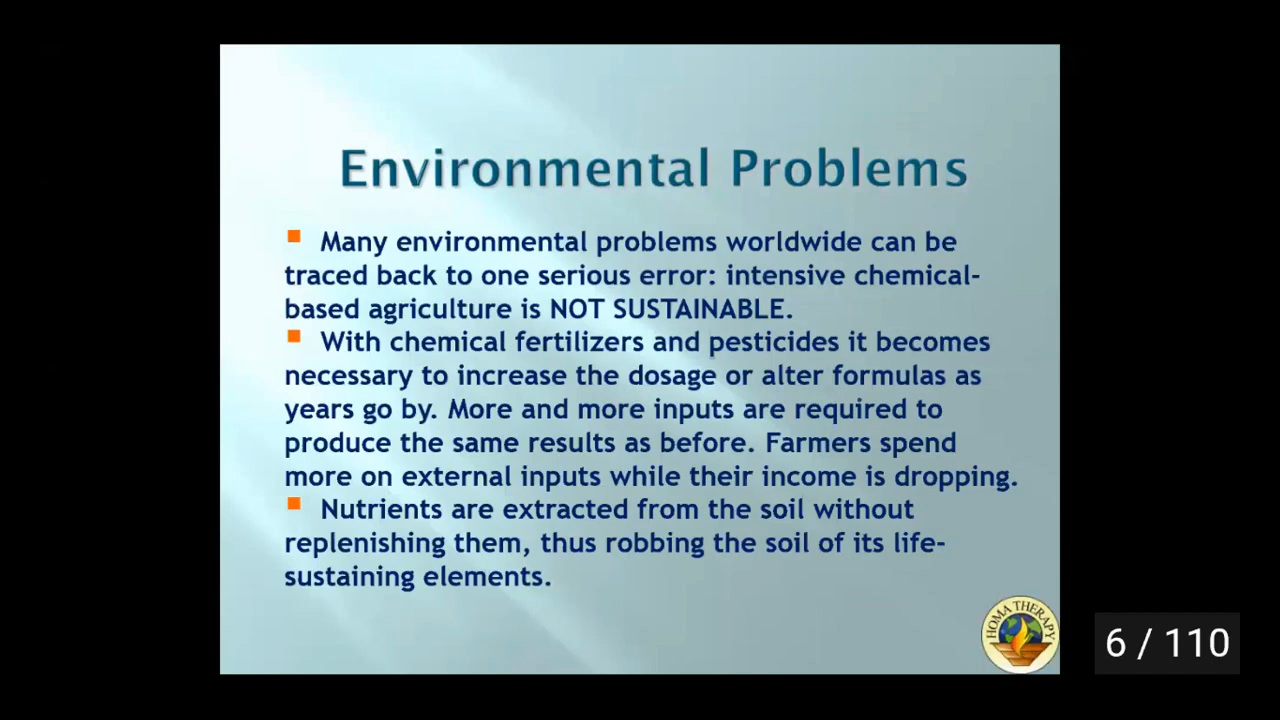 Environmental Problems
Many environmental problems worldwide can be
traced back to one serious error: intensive chemical-
based agriculture is NOT SUSTAINABLE.
With chemical fertilizers and pesticides it becomes
necessary to increase the dosage or alter formulas as
years go by. More and more inputs are required to
produce the same results as before. Farmers spend
more on external inputs while their income is dropping.
Nutrients are extracted from the soil without
replenishing them, thus robbing the soil of its life-
sustaining elements.
HOMA THERAPY
6 / 110